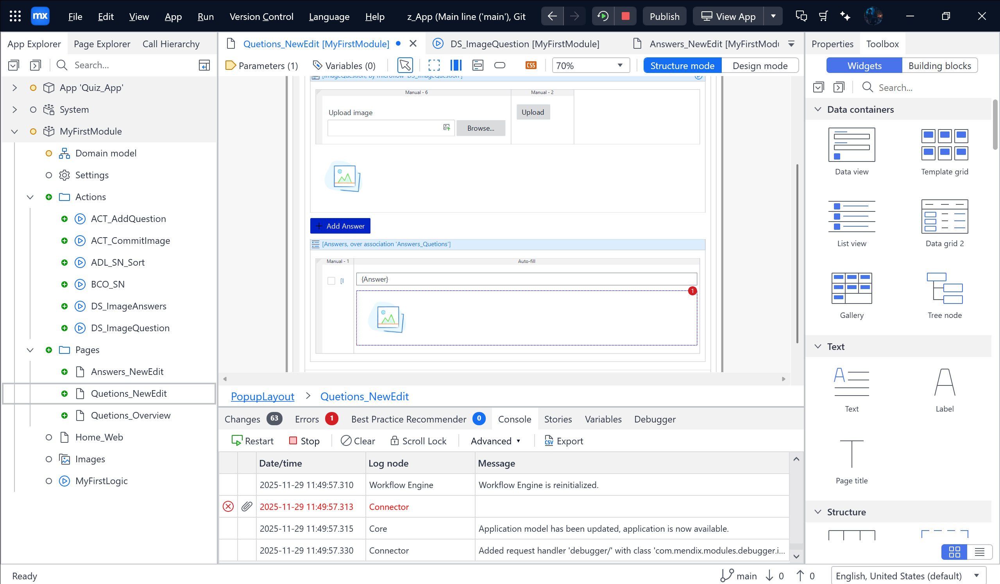 mx File Edit View App Run Version Control Language Help z_App (Main line ('main'), Git Publish View App
App Explorer Page Explorer Call Hierarchy
Search...
App 'Quiz_App'
System
MyFirstModule
Domain model
Settings
Actions
ACT_AddQuestion
ACT_CommitImage
ADL_SN_Sort
BCO_SN
DS_ImageAnswers
DS_ImageQuestion
Pages
Answers_NewEdit
Quetions_NewEdit
Quetions_Overview
Home_Web
Images
MyFirstLogic
Quetions_NewEdit [MyFirstModule] DS_ImageQuestion [MyFirstModule] Answers_NewEdit [MyFirstModu
Parameters (1) Variables (0) CSS 70% Structure mode Design mode
[ImageQuestion, by microflow 'DS_ImageQuestion']
Manual - 6 Manual - 2
Upload image
Upload
Browse...
Add Answer
[Answers, over association 'Answers_Quetions']
Manual - 1 Auto-fill
[I {Answer}
1
PopupLayout > Quetions_NewEdit
Changes 63 Errors 1 Best Practice Recommender 0 Console Stories Variables Debugger
Restart Stop Clear Scroll Lock Advanced CSV Export
Date/time Log node Message
2025-11-29 11:49:57.310 Workflow Engine Workflow Engine is reinitialized.
2025-11-29 11:49:57.313 Connector
2025-11-29 11:49:57.315 Core Application model has been updated, application is now available.
2025-11-29 11:49:57.330 Connector Added request handler 'debugger/' with class 'com.mendix.modules.debugger.i...
Properties Toolbox
Widgets Building blocks
Search...
Data containers
Data view Template grid
List view Data grid 2
Gallery Tree node
Text
Text Label
Page title
Structure
Ready main 0 0 English, United States (default)